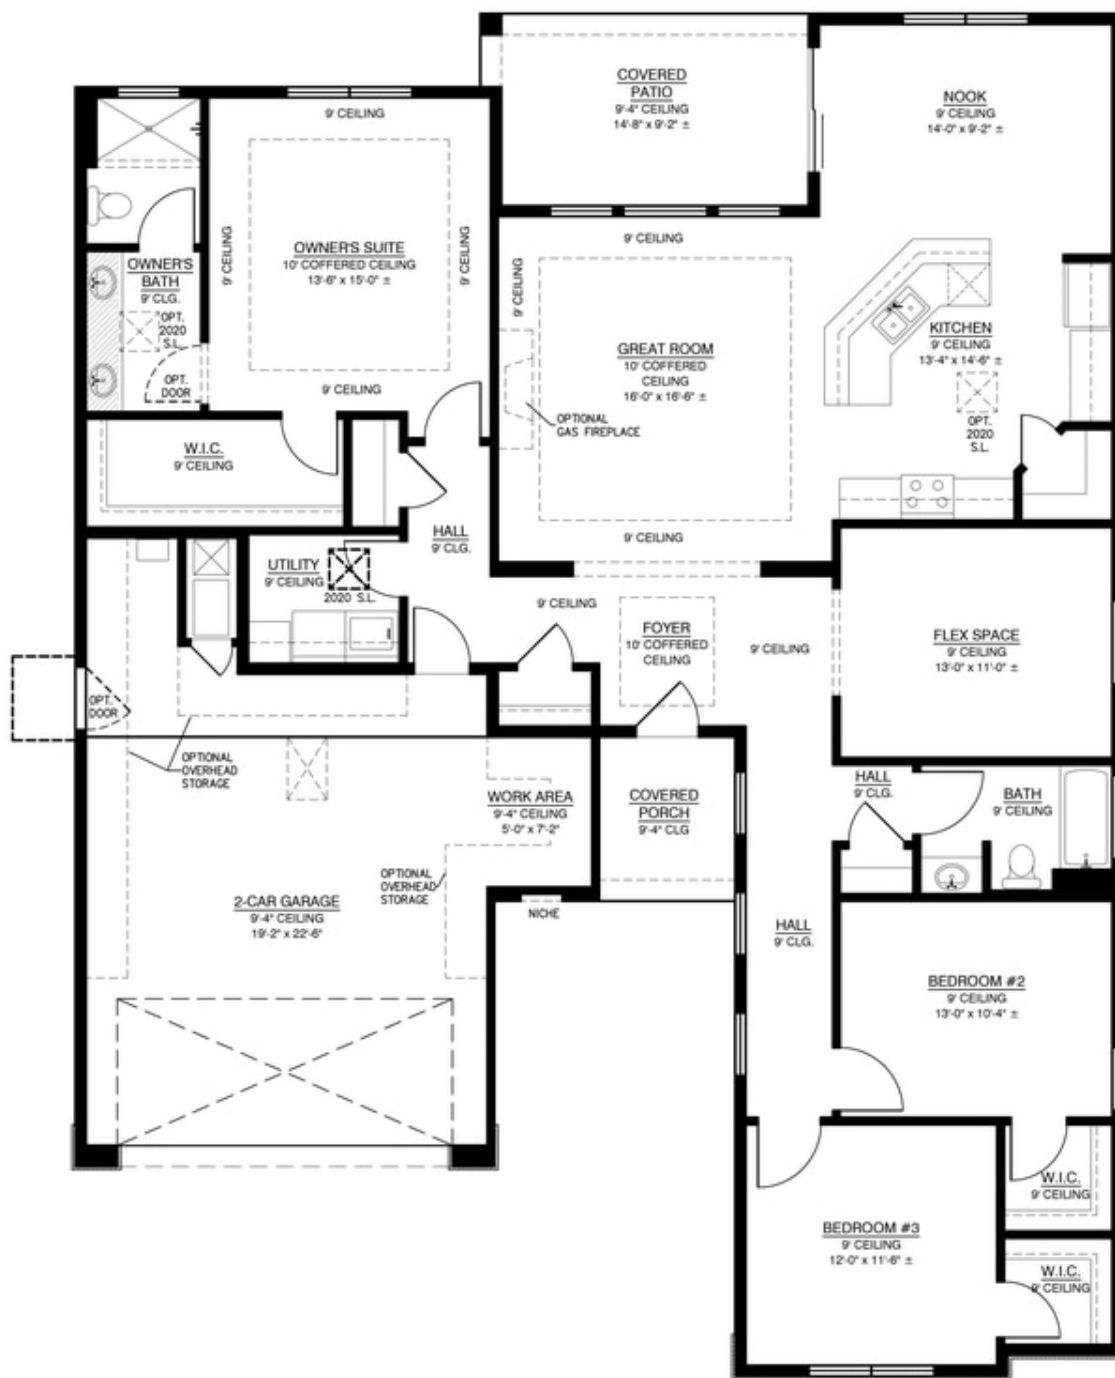 COVERED
PATIO
9'-4" CEILING
14'-8" x 9'-2" ±
NOOK
9' CEILING
14'-0" x 9'-2" ±
9' CEILING
OWNER'S SUITE
10' COFFERED CEILING
13'-6" x 15'-0" ±
9' CEILING
9' CEILING
9' CEILING
OWNER'S
BATH
9' CLG.
OPT.
2020
S.L.
OPT.
DOOR
9' CEILING
9' CEILING
GREAT ROOM
10' COFFERED
CEILING
16'-0" x 16'-6" ±
OPTIONAL
GAS FIREPLACE
9' CEILING
KITCHEN
9' CEILING
13'-4" x 14'-6" ±
OPT.
2020
S.L.
W.I.C.
9' CEILING
HALL
9' CLG.
UTILITY
9' CEILING
2020 S.L.
9' CEILING
FOYER
10' COFFERED
CEILING
9' CEILING
FLEX SPACE
9' CEILING
13'-0" x 11'-0" ±
OPT.
DOOR
OPTIONAL
OVERHEAD
STORAGE
WORK AREA
9'-4" CEILING
5'-0" x 7'-2"
COVERED
PORCH
9'-4" CLG
HALL
9' CLG.
BATH
9' CEILING
OPTIONAL
OVERHEAD
STORAGE
2-CAR GARAGE
9'-4" CEILING
19'-2" x 22'-6"
NICHE
HALL
9' CLG.
BEDROOM #2
9' CEILING
13'-0" x 10'-4" ±
W.I.C.
9' CEILING
BEDROOM #3
9' CEILING
12'-0" x 11'-6" ±
W.I.C.
9' CEILING